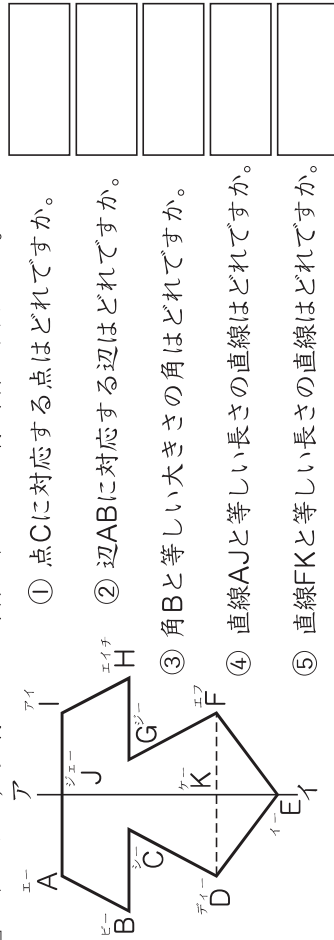 ① 点Cに対応する点はどれですか。
② 辺ABに対応する辺はどれですか。
③ 角Bと等しい大きさの角はどれですか。
④ 直線AJと等しい長さの直線はどれですか。
⑤ 直線FKと等しい長さの直線はどれですか。
ア
エー
A
ジェー
J
アイ
I
ビー
B
シー
C
ジー
G
エイチ
H
ディー
D
ケー
K
エフ
F
イー
E
イ